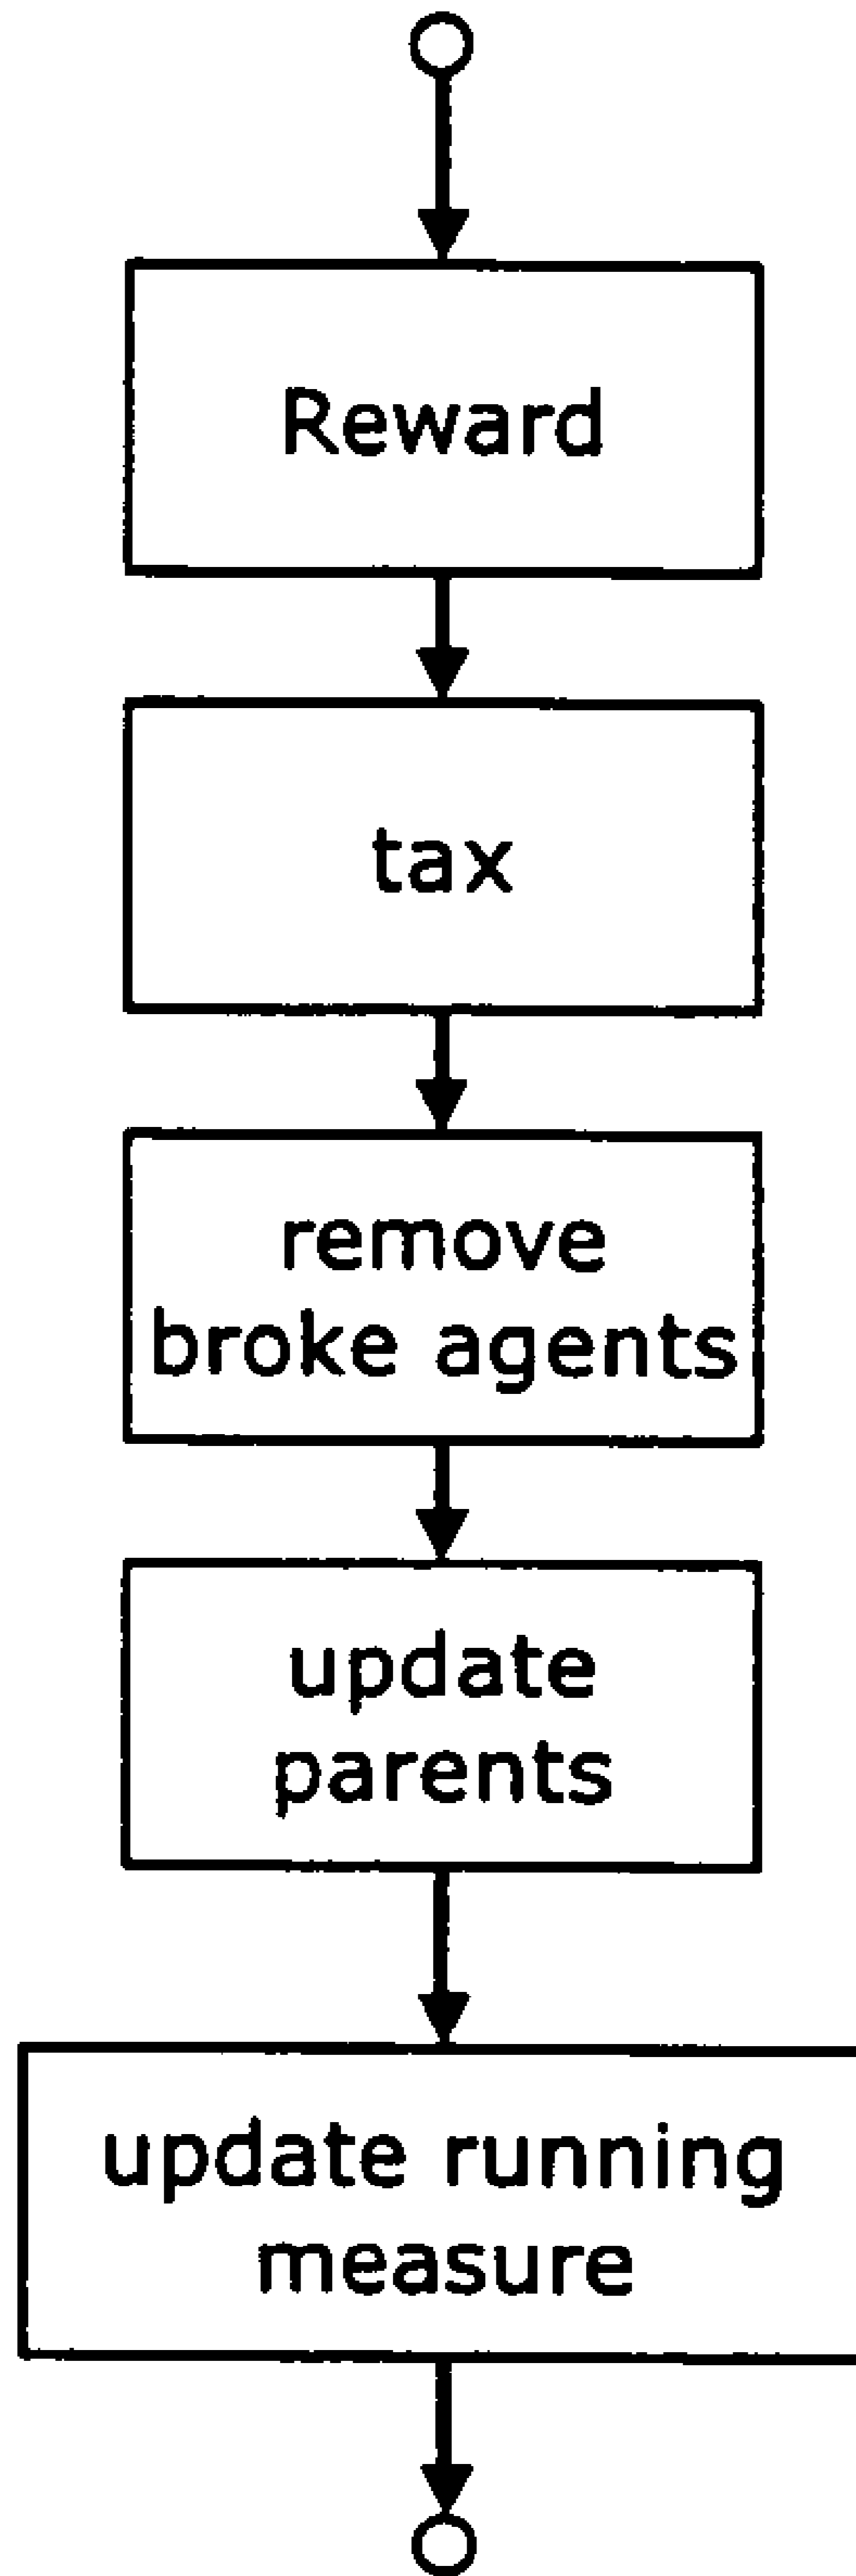 Reward
tax
remove
broke agents
update
parents
update running
measure